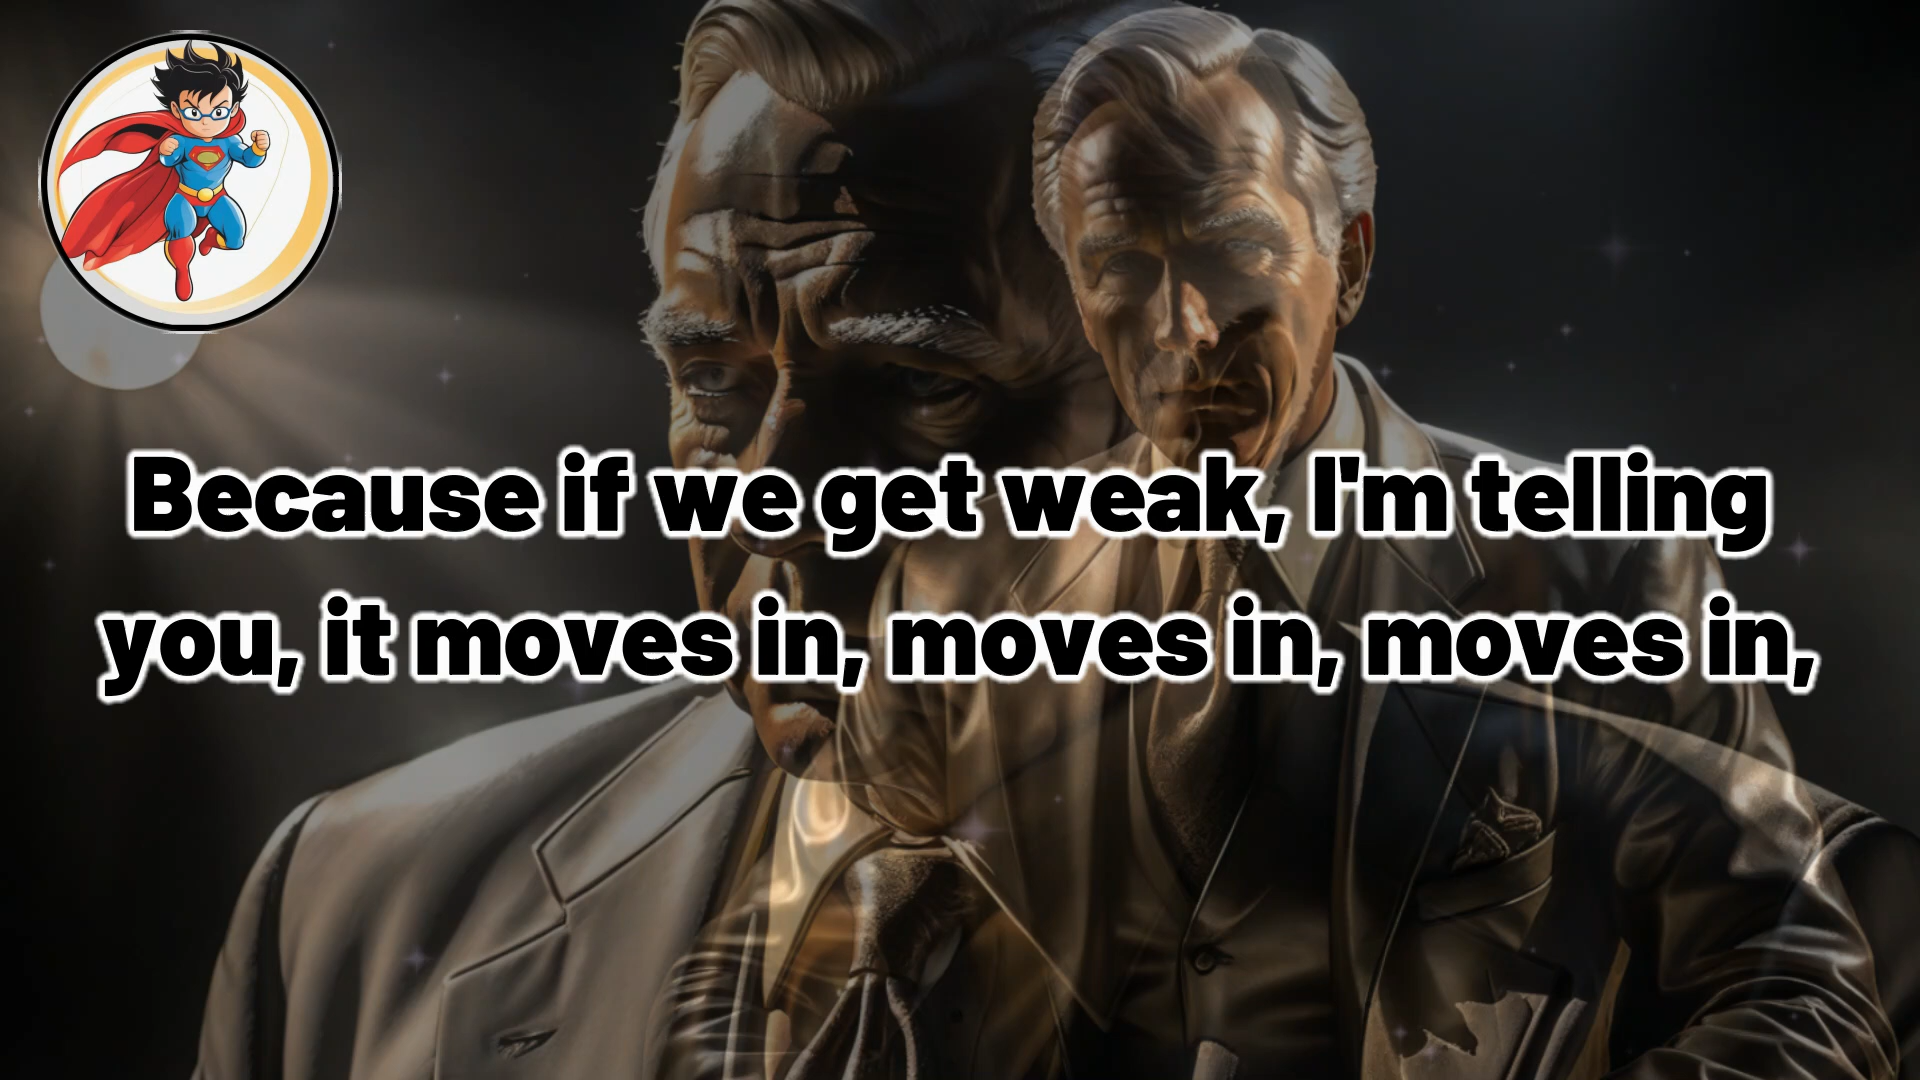 Because if we get weak, I'm telling
you, it moves in, moves in, moves in,